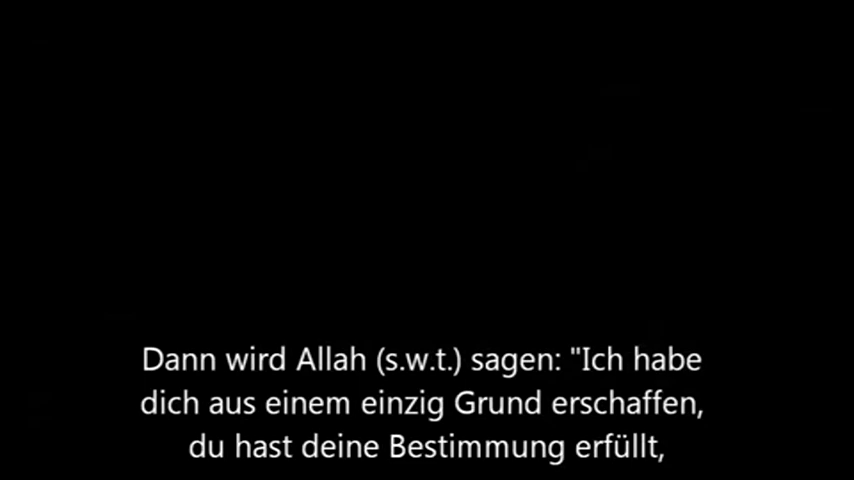 Dann wird Allah (s.w.t.) sagen: "Ich habe
dich aus einem einzig Grund erschaffen,
du hast deine Bestimmung erfüllt,